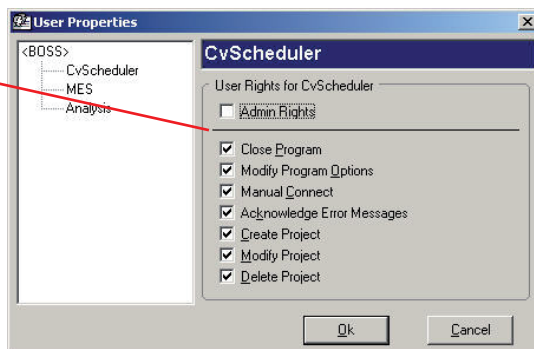 User Properties
<BOSS>
CvScheduler
MES
Analysis
CvScheduler
User Rights for CvScheduler
Admin Rights
Close Program
Modify Program Options
Manual Connect
Acknowledge Error Messages
Create Project
Modify Project
Delete Project
Ok
Cancel